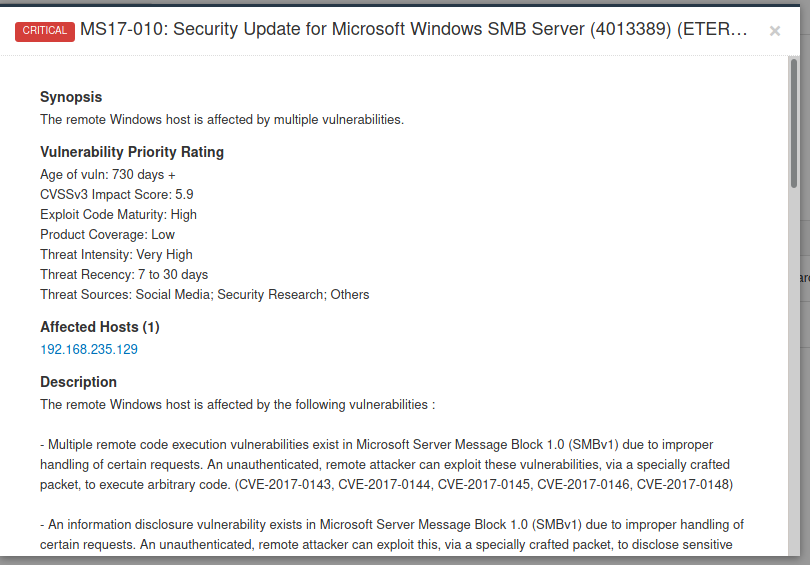 CRITICAL MS17-010: Security Update for Microsoft Windows SMB Server (4013389) (ETER… ×
Synopsis
The remote Windows host is affected by multiple vulnerabilities.
Vulnerability Priority Rating
Age of vuln: 730 days +
CVSSv3 Impact Score: 5.9
Exploit Code Maturity: High
Product Coverage: Low
Threat Intensity: Very High
Threat Recency: 7 to 30 days
Threat Sources: Social Media; Security Research; Others
Affected Hosts (1)
192.168.235.129
Description
The remote Windows host is affected by the following vulnerabilities :
- Multiple remote code execution vulnerabilities exist in Microsoft Server Message Block 1.0 (SMBv1) due to improper
handling of certain requests. An unauthenticated, remote attacker can exploit these vulnerabilities, via a specially crafted
packet, to execute arbitrary code. (CVE-2017-0143, CVE-2017-0144, CVE-2017-0145, CVE-2017-0146, CVE-2017-0148)
- An information disclosure vulnerability exists in Microsoft Server Message Block 1.0 (SMBv1) due to improper handling of
certain requests. An unauthenticated, remote attacker can exploit this, via a specially crafted packet, to disclose sensitive